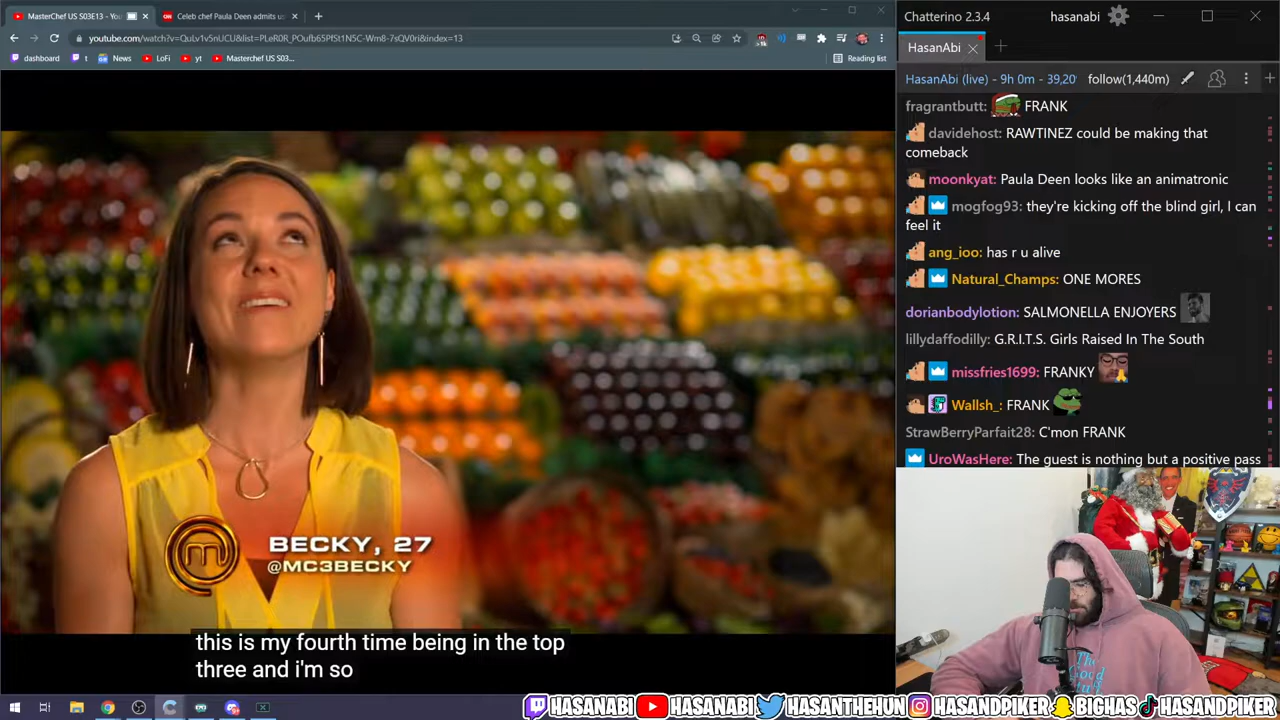 MasterChef US S03E13 - You
Celeb chef Paula Deen admits us
youtube.com/watch?v=QuLv1v5nUCU&list=PLeR0R_POufb65PfSt1N5C-Wm8-7sQV0ri&index=13
dashboard
t
News
LoFi
yt
Masterchef US S03...
Reading list
BECKY, 27
@MC3BECKY
this is my fourth time being in the top
three and i'm so
Chatterino 2.3.4
hasanabi
HasanAbi
HasanAbi (live) - 9h 0m - 39,20
follow(1,440m)
fragrantbutt: FRANK
davidehost: RAWTINEZ could be making that
comeback
moonkyat: Paula Deen looks like an animatronic
mogfog93: they're kicking off the blind girl, I can
feel it
ang_ioo: has r u alive
Natural_Champs: ONE MORES
dorianbodylotion: SALMONELLA ENJOYERS
lillydaffodilly: G.R.I.T.S. Girls Raised In The South
missfries1699: FRANKY
Wallsh_: FRANK
StrawBerryParfait28: C'mon FRANK
UroWasHere: The guest is nothing but a positive pass
The
Good
HASANABI
HASANABI
HASANTHEHUN
HASANDPIKER
BIGHAS
HASANDPIKER